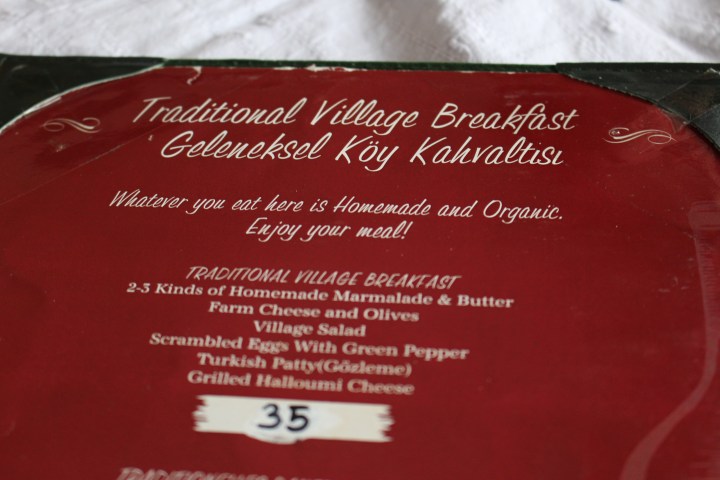 Traditional Village Breakfast
Geleneksel Köy Kahvaltısı
Whatever you eat here is Homemade and Organic.
Enjoy your meal!
TRADITIONAL VILLAGE BREAKFAST
2-3 Kinds of Homemade Marmalade & Butter
Farm Cheese and Olives
Village Salad
Scrambled Eggs With Green Pepper
Turkish Patty(Gözleme)
Grilled Halloumi Cheese
35